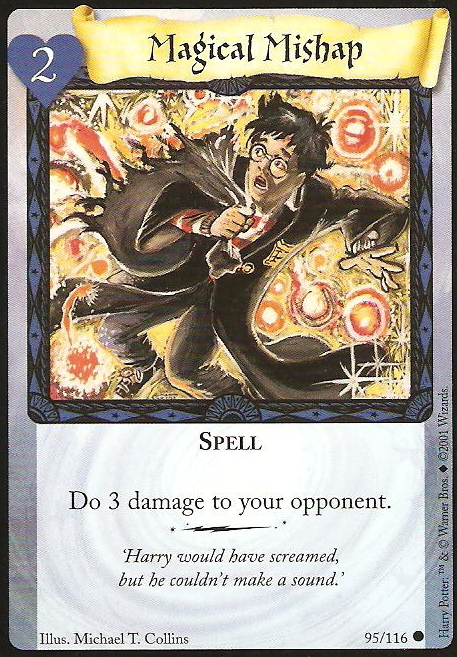 2
Magical Mishap
SPELL
Do 3 damage to your opponent.
'Harry would have screamed,
but he couldn't make a sound.'
Illus. Michael T. Collins
95/116
Harry Potter, ™ & © Warner Bros. ◆ ©2001 Wizards.